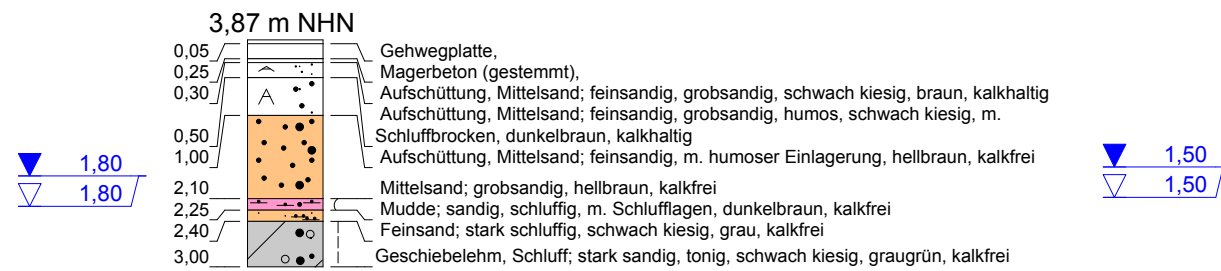 3,87 m NHN
0,05 Gehwegplatte,
0,25 Magerbeton (gestemmt),
0,30 Aufschüttung, Mittelsand; feinsandig, grobsandig, schwach kiesig, braun, kalkhaltig
Aufschüttung, Mittelsand; feinsandig, grobsandig, humos, schwach kiesig, m.
0,50 Schluffbrocken, dunkelbraun, kalkhaltig
1,00 Aufschüttung, Mittelsand; feinsandig, m. humoser Einlagerung, hellbraun, kalkfrei
1,80 1,50
1,80 1,50
2,10 Mittelsand; grobsandig, hellbraun, kalkfrei
2,25 Mudde; sandig, schluffig, m. Schlufflagen, dunkelbraun, kalkfrei
2,40 Feinsand; stark schluffig, schwach kiesig, grau, kalkfrei
3,00 Geschiebelehm, Schluff; stark sandig, tonig, schwach kiesig, graugrün, kalkfrei